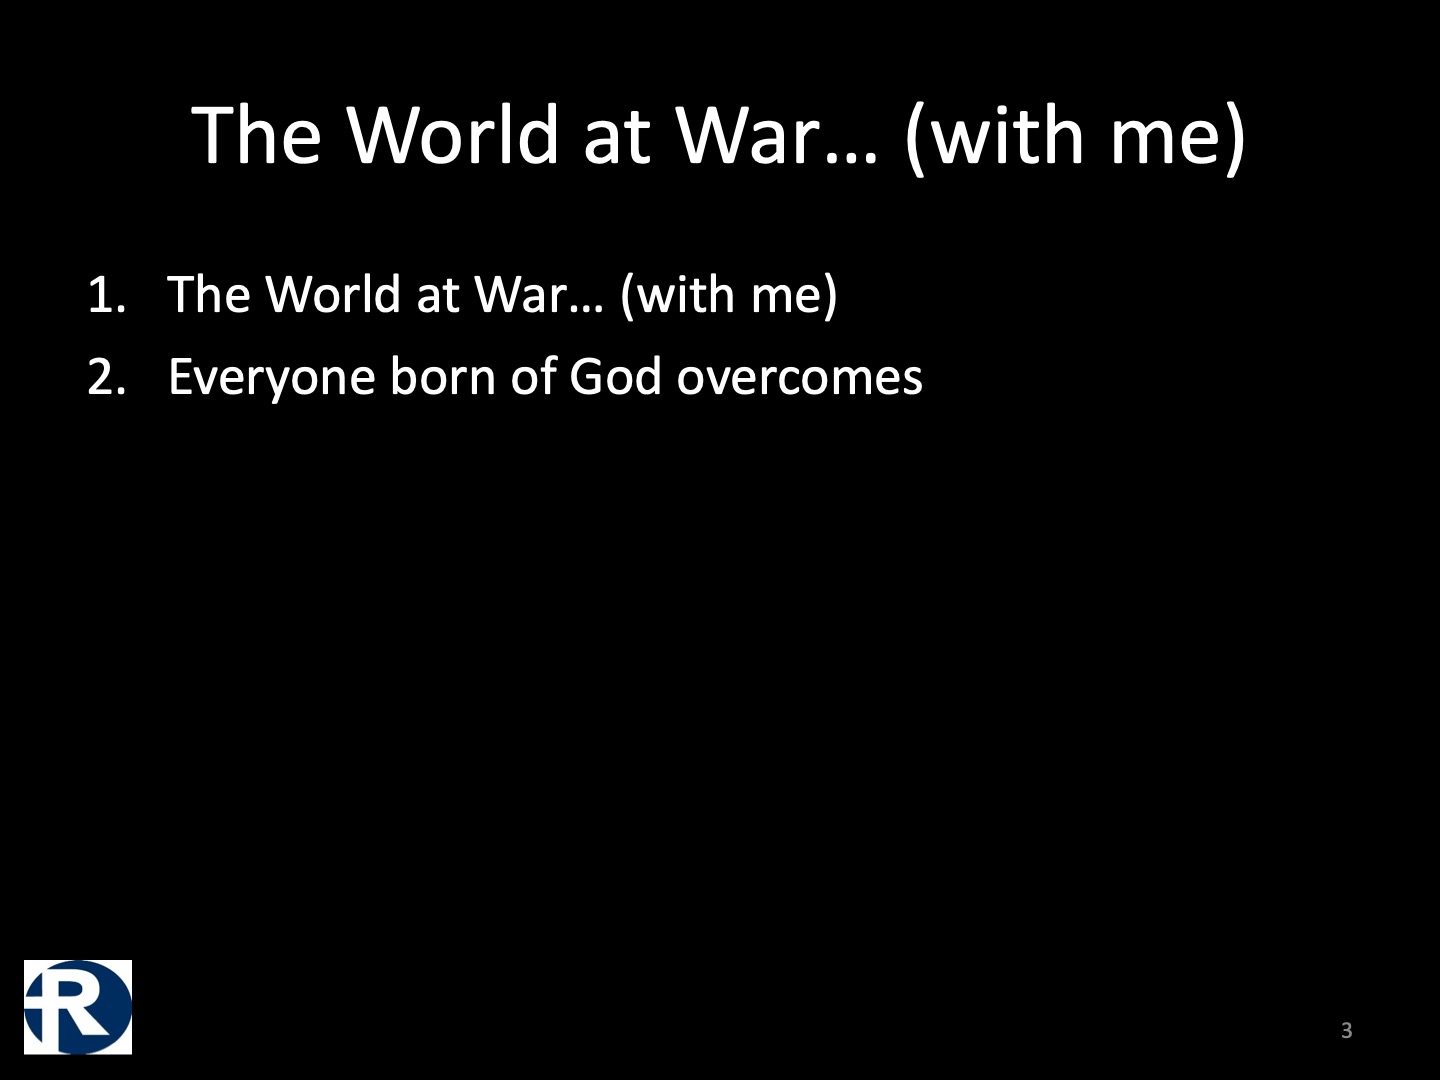 The World at War… (with me)
1. The World at War… (with me)
2. Everyone born of God overcomes
R
3